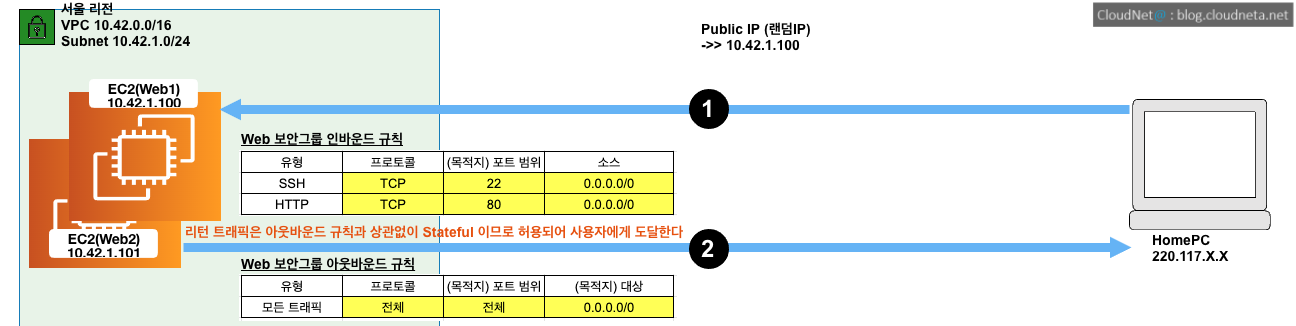 서울 리전
VPC 10.42.0.0/16
Subnet 10.42.1.0/24
CloudNet@ : blog.cloudneta.net
Public IP (랜덤IP)
->> 10.42.1.100
EC2(Web1)
10.42.1.100
1
Web 보안그룹 인바운드 규칙
유형 프로토콜 (목적지) 포트 범위 소스
SSH TCP 22 0.0.0.0/0
HTTP TCP 80 0.0.0.0/0
리턴 트래픽은 아웃바운드 규칙과 상관없이 Stateful 이므로 허용되어 사용자에게 도달한다
EC2(Web2)
10.42.1.101
2
HomePC
220.117.X.X
Web 보안그룹 아웃바운드 규칙
유형 프로토콜 (목적지) 포트 범위 (목적지) 대상
모든 트래픽 전체 전체 0.0.0.0/0